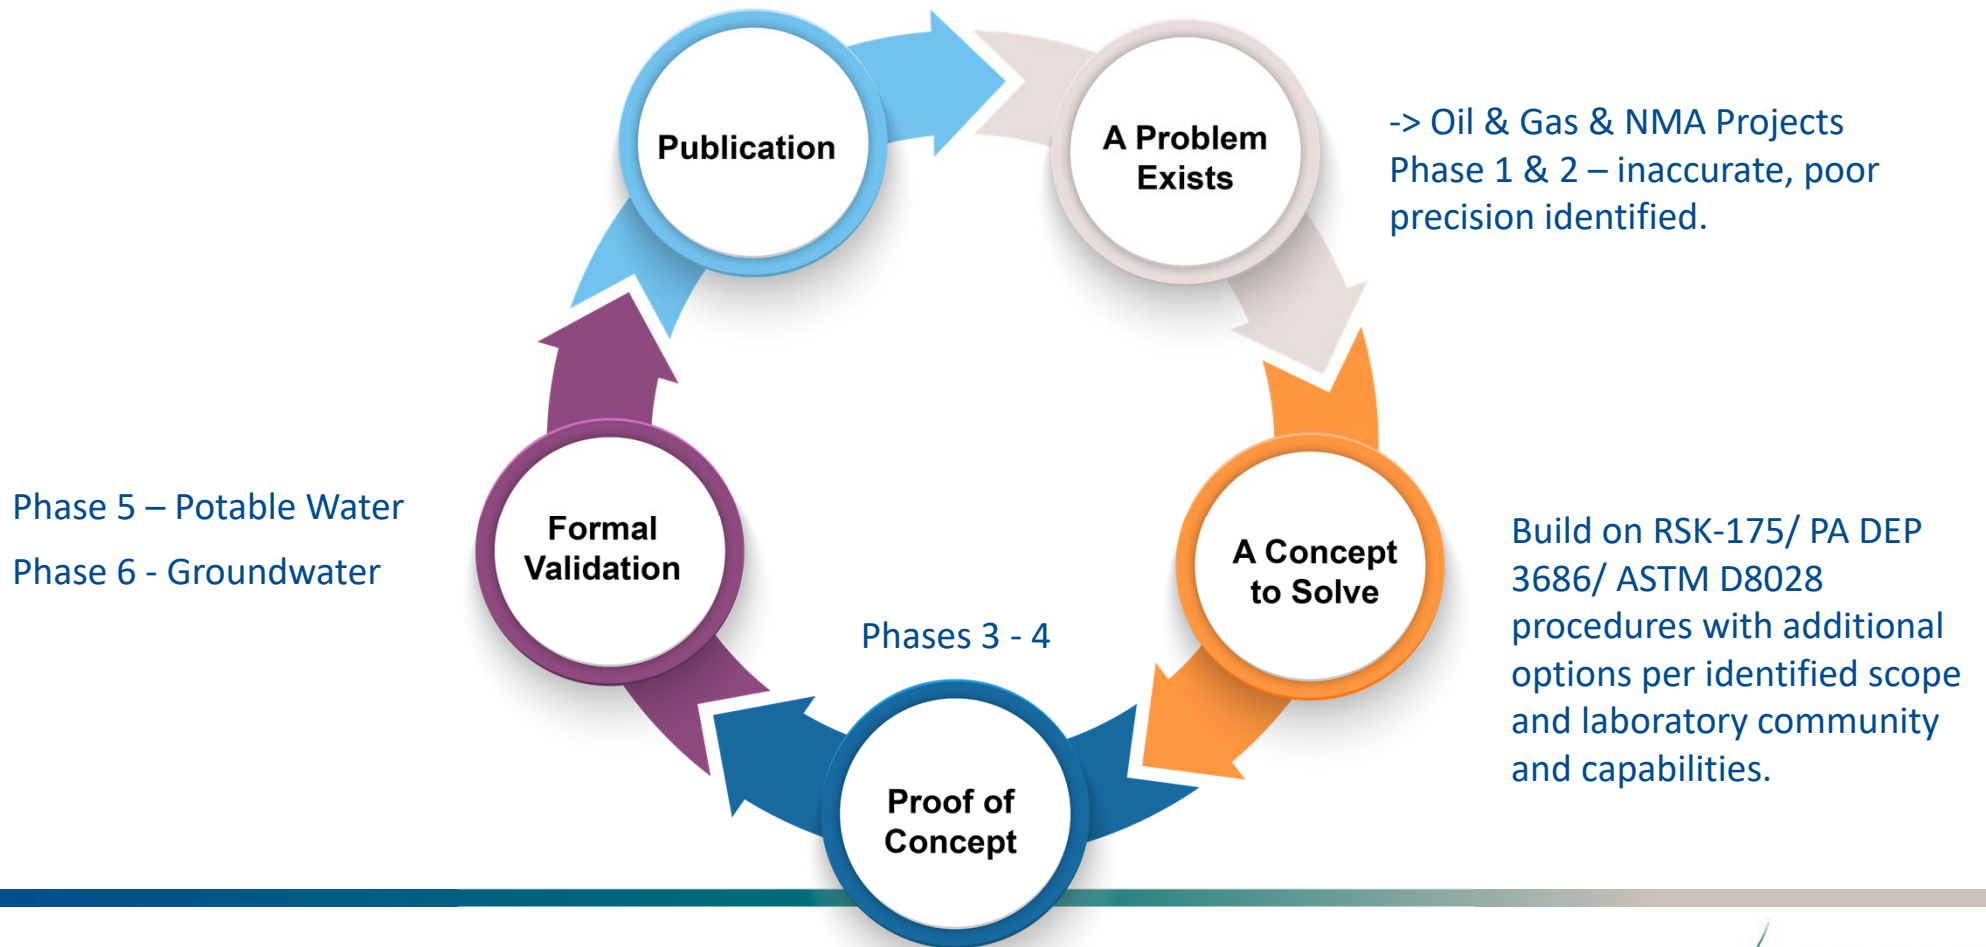 Publication
A Problem
Exists
-> Oil & Gas & NMA Projects
Phase 1 & 2 – inaccurate, poor
precision identified.
A Concept
to Solve
Build on RSK-175/ PA DEP
3686/ ASTM D8028
procedures with additional
options per identified scope
and laboratory community
and capabilities.
Phases 3 - 4
Proof of
Concept
Formal
Validation
Phase 5 – Potable Water
Phase 6 - Groundwater